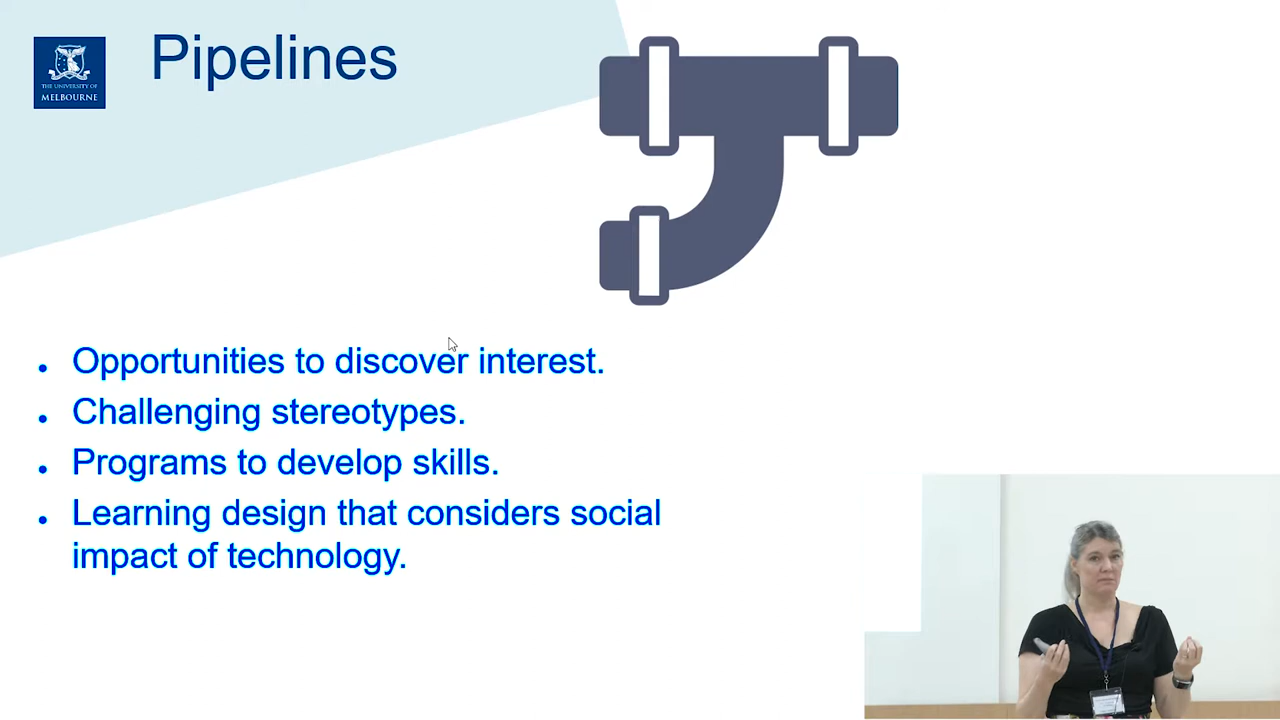 Pipelines
THE UNIVERSITY OF
MELBOURNE
Opportunities to discover interest.
Challenging stereotypes.
Programs to develop skills.
Learning design that considers social
impact of technology.